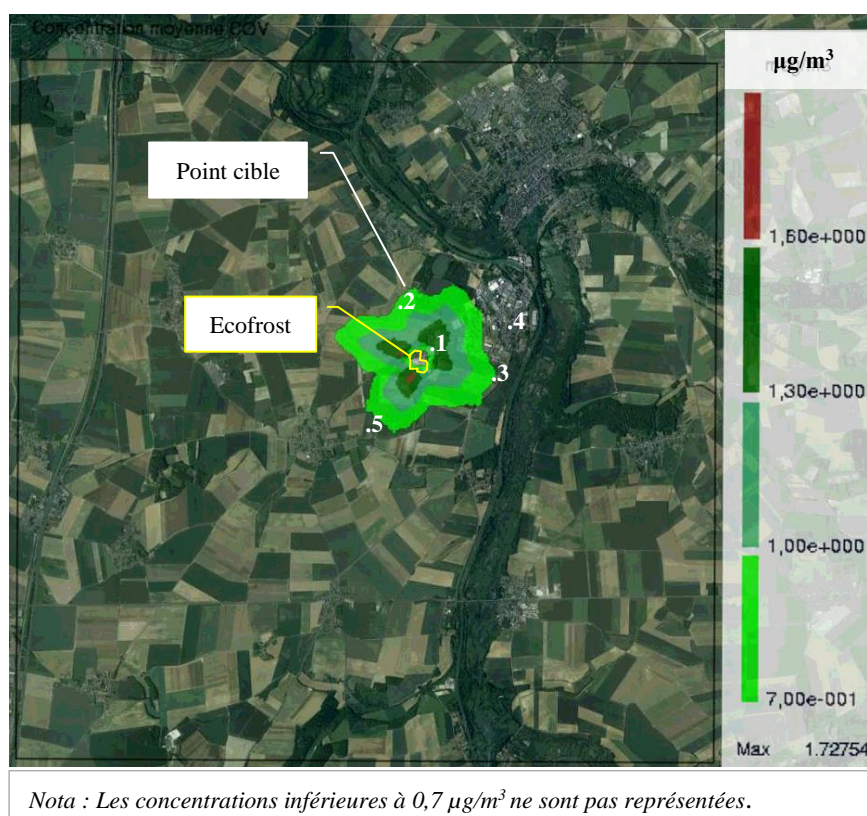 Concentration moyenne COV
µg/m³
Point cible
Ecofrost
.2
.1
.4
.3
.5
1,60e+000
1,30e+000
1,00e+000
7,00e-001
Max 1.72754
Nota : Les concentrations inférieures à 0,7 µg/m³ ne sont pas représentées.